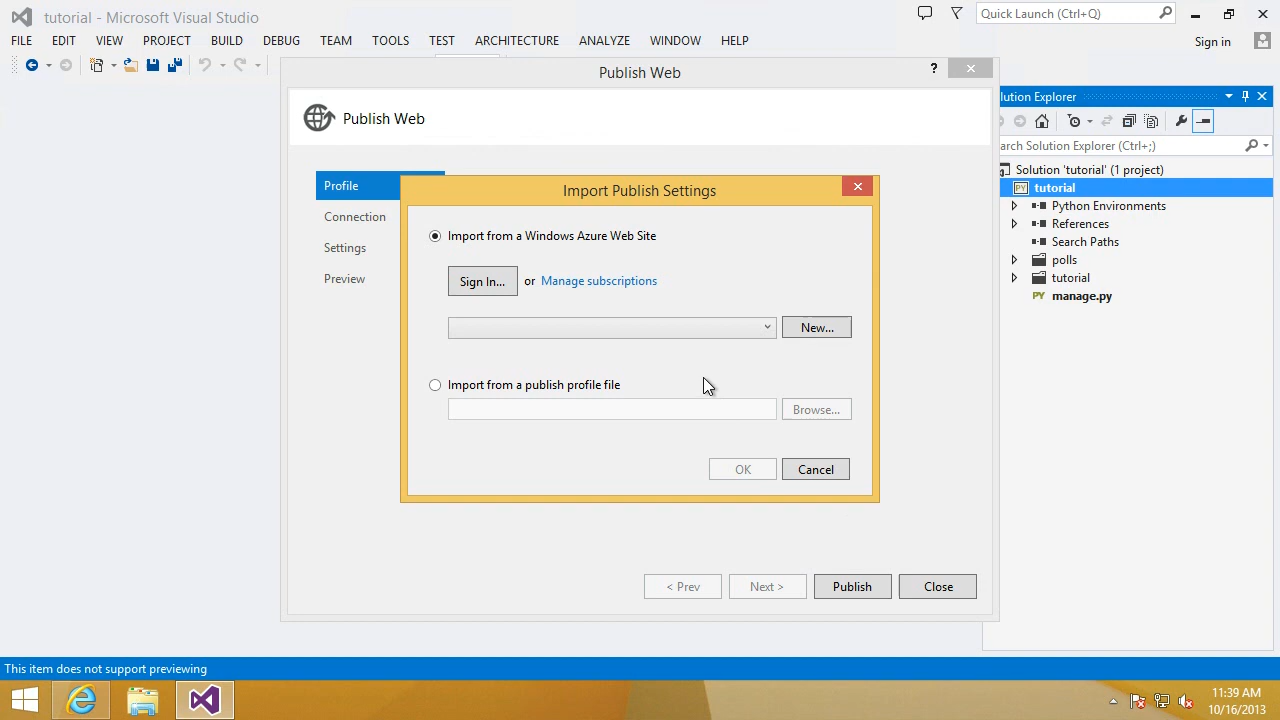 tutorial - Microsoft Visual Studio
Quick Launch (Ctrl+Q)
FILE EDIT VIEW PROJECT BUILD DEBUG TEAM TOOLS TEST ARCHITECTURE ANALYZE WINDOW HELP
Sign in
Publish Web
?
Publish Web
Profile
Connection
Settings
Preview
Import Publish Settings
Import from a Windows Azure Web Site
Sign In... or Manage subscriptions
New...
Import from a publish profile file
Browse...
OK Cancel
< Prev Next > Publish Close
lution Explorer
arch Solution Explorer (Ctrl+;)
Solution 'tutorial' (1 project)
PY tutorial
Python Environments
References
Search Paths
polls
tutorial
PY manage.py
This item does not support previewing
11:39 AM
10/16/2013